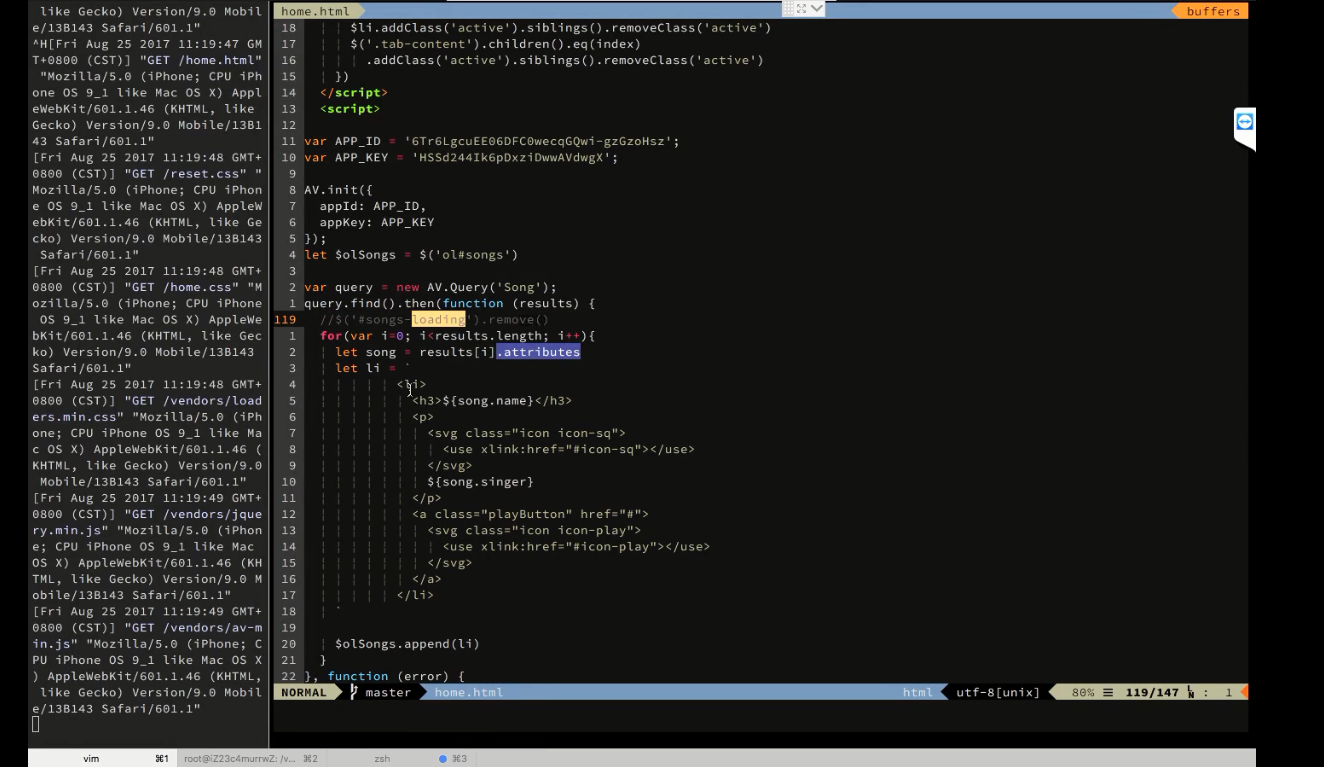 like Gecko) Version/9.0 Mobil
e/13B143 Safari/601.1"
^H[Fri Aug 25 2017 11:19:47 GM
T+0800 (CST)] "GET /home.html"
"Mozilla/5.0 (iPhone; CPU iPh
one OS 9_1 like Mac OS X) Appl
eWebKit/601.1.46 (KHTML, like
Gecko) Version/9.0 Mobile/13B1
43 Safari/601.1"
[Fri Aug 25 2017 11:19:48 GMT+
0800 (CST)] "GET /reset.css" "
Mozilla/5.0 (iPhone; CPU iPhon
e OS 9_1 like Mac OS X) AppleW
ebKit/601.1.46 (KHTML, like Ge
cko) Version/9.0 Mobile/13B143
Safari/601.1"
[Fri Aug 25 2017 11:19:48 GMT+
0800 (CST)] "GET /home.css" "M
ozilla/5.0 (iPhone; CPU iPhone
OS 9_1 like Mac OS X) AppleWe
bKit/601.1.46 (KHTML, like Gec
ko) Version/9.0 Mobile/13B143
Safari/601.1"
[Fri Aug 25 2017 11:19:48 GMT+
0800 (CST)] "GET /vendors/load
ers.min.css" "Mozilla/5.0 (iPh
one; CPU iPhone OS 9_1 like Ma
c OS X) AppleWebKit/601.1.46 (
KHTML, like Gecko) Version/9.0
Mobile/13B143 Safari/601.1"
[Fri Aug 25 2017 11:19:49 GMT+
0800 (CST)] "GET /vendors/jque
ry.min.js" "Mozilla/5.0 (iPhon
e; CPU iPhone OS 9_1 like Mac
OS X) AppleWebKit/601.1.46 (KH
TML, like Gecko) Version/9.0 M
obile/13B143 Safari/601.1"
[Fri Aug 25 2017 11:19:49 GMT+
0800 (CST)] "GET /vendors/av-m
in.js" "Mozilla/5.0 (iPhone; C
PU iPhone OS 9_1 like Mac OS X
) AppleWebKit/601.1.46 (KHTML,
like Gecko) Version/9.0 Mobil
e/13B143 Safari/601.1"
home.html buffers
18 $li.addClass('active').siblings().removeClass('active')
17 $('.tab-content').children().eq(index)
16 .addClass('active').siblings().removeClass('active')
15 })
14 </script>
13 <script>
12
11 var APP_ID = '6Tr6LgcuEE06DFC0wecqGQwi-gzGzoHsz';
10 var APP_KEY = 'HSSd244Ik6pDxziDwwAVdwgX';
9
8 AV.init({
7 appId: APP_ID,
6 appKey: APP_KEY
5 });
4 let $olSongs = $('ol#songs')
3
2 var query = new AV.Query('Song');
1 query.find().then(function (results) {
119 //$('#songs-loading').remove()
1 for(var i=0; i<results.length; i++){
2 let song = results[i].attributes
3 let li = `
4 <li>
5 <h3>${song.name}</h3>
6 <p>
7 <svg class="icon icon-sq">
8 <use xlink:href="#icon-sq"></use>
9 </svg>
10 ${song.singer}
11 </p>
12 <a class="playButton" href="#">
13 <svg class="icon icon-play">
14 <use xlink:href="#icon-play"></use>
15 </svg>
16 </a>
17 </li>
18 `
19
20 $olSongs.append(li)
21 }
22 }, function (error) {
NORMAL master home.html html utf-8[unix] 80% ☰ 119/147 : 1
vim ⌘1 root@iZ23c4murrwZ: /v... ⌘2 zsh ⌘3